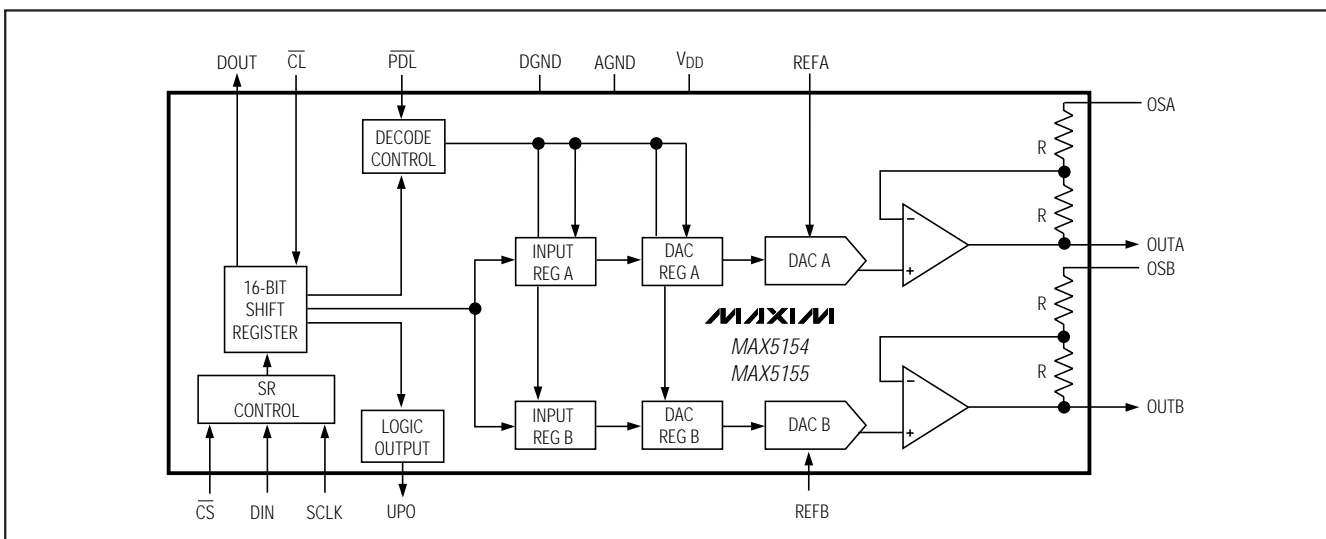 DOUT
CL
PDL
DGND
AGND
VDD
REFA
OSA
DECODE
CONTROL
R
R
INPUT
REG A
DAC
REG A
DAC A
−
+
OUTA
OSB
16-BIT
SHIFT
REGISTER
MAXIM
MAX5154
MAX5155
R
R
SR
CONTROL
LOGIC
OUTPUT
INPUT
REG B
DAC
REG B
DAC B
−
+
OUTB
CS
DIN
SCLK
UPO
REFB